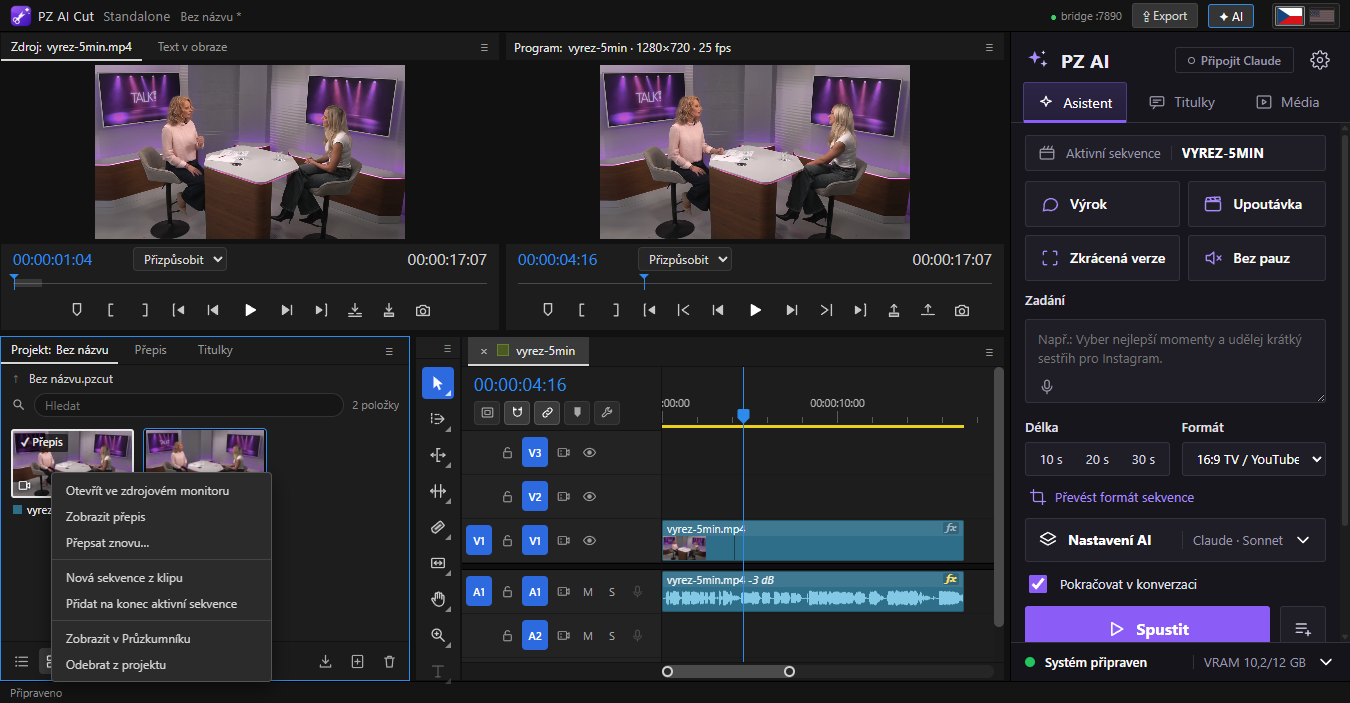 PZ AI Cut Standalone Bez názvu *
bridge :7890 Export AI
Zdroj: vyrez-5min.mp4 Text v obraze
Program: vyrez-5min · 1280×720 · 25 fps
TALK!
TALK!
00:00:01:04 Přizpůsobit 00:00:17:07
00:00:04:16 Přizpůsobit 00:00:17:07
Projekt: Bez názvu Přepis Titulky
Bez názvu.pzcut
Hledat 2 položky
Přepis
vyrez
Otevřít ve zdrojovém monitoru
Zobrazit přepis
Přepsat znovu...
Nová sekvence z klipu
Přidat na konec aktivní sekvence
Zobrazit v Průzkumníku
Odebrat z projektu
× vyrez-5min
00:00:04:16
:00:00 00:00:10:00
V3
V2
V1 V1
vyrez-5min.mp4 fx
A1 A1 M S
vyrez-5min.mp4 -3 dB fx
A2 M S
PZ AI Připojit Claude
Asistent Titulky Média
Aktivní sekvence VYREZ-5MIN
Výrok Upoutávka
Zkrácená verze Bez pauz
Zadání
Např.: Vyber nejlepší momenty a udělej krátký
sestřih pro Instagram.
Délka Formát
10 s 20 s 30 s 16:9 TV / YouTube
Převést formát sekvence
Nastavení AI Claude · Sonnet
Pokračovat v konverzaci
Spustit
Systém připraven VRAM 10,2/12 GB
Připraveno